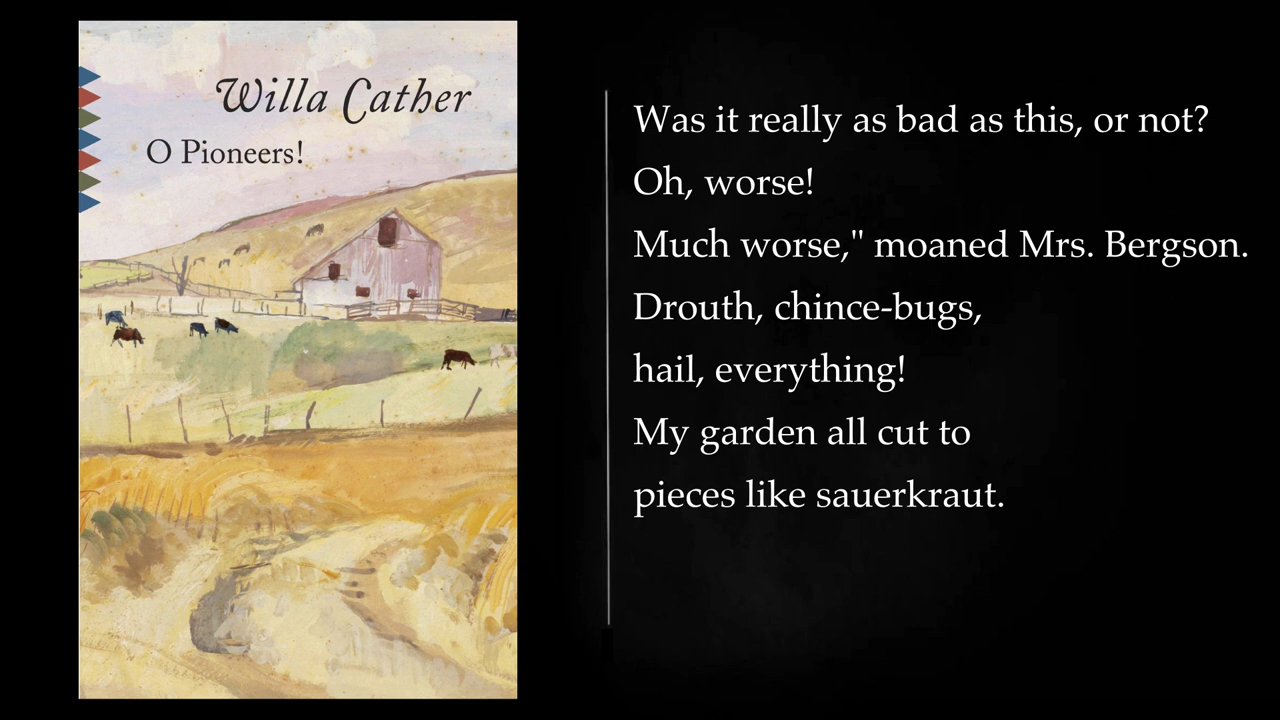 Willa Cather
O Pioneers!
Was it really as bad as this, or not?
Oh, worse!
Much worse," moaned Mrs. Bergson.
Drouth, chince-bugs,
hail, everything!
My garden all cut to
pieces like sauerkraut.